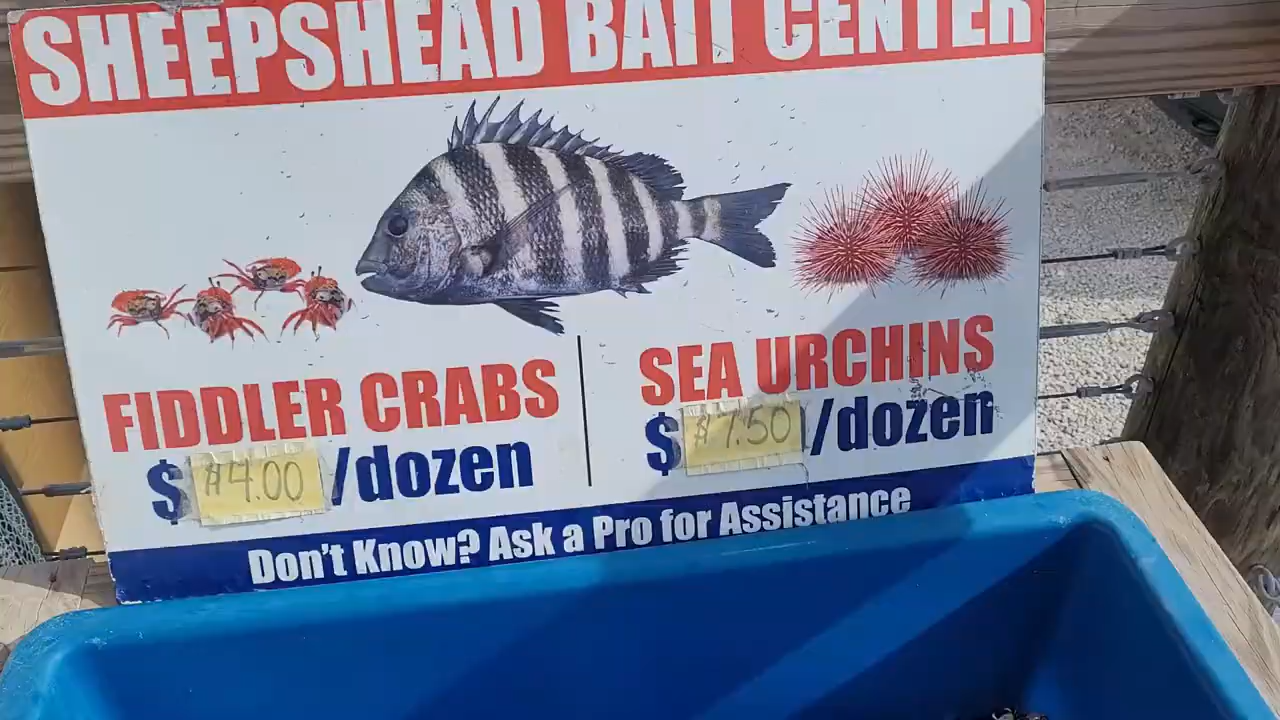 SHEEPSHEAD BAIT CENTER
FIDDLER CRABS
$ $4.00 /dozen
SEA URCHINS
$ $7.50 /dozen
Don't Know? Ask a Pro for Assistance